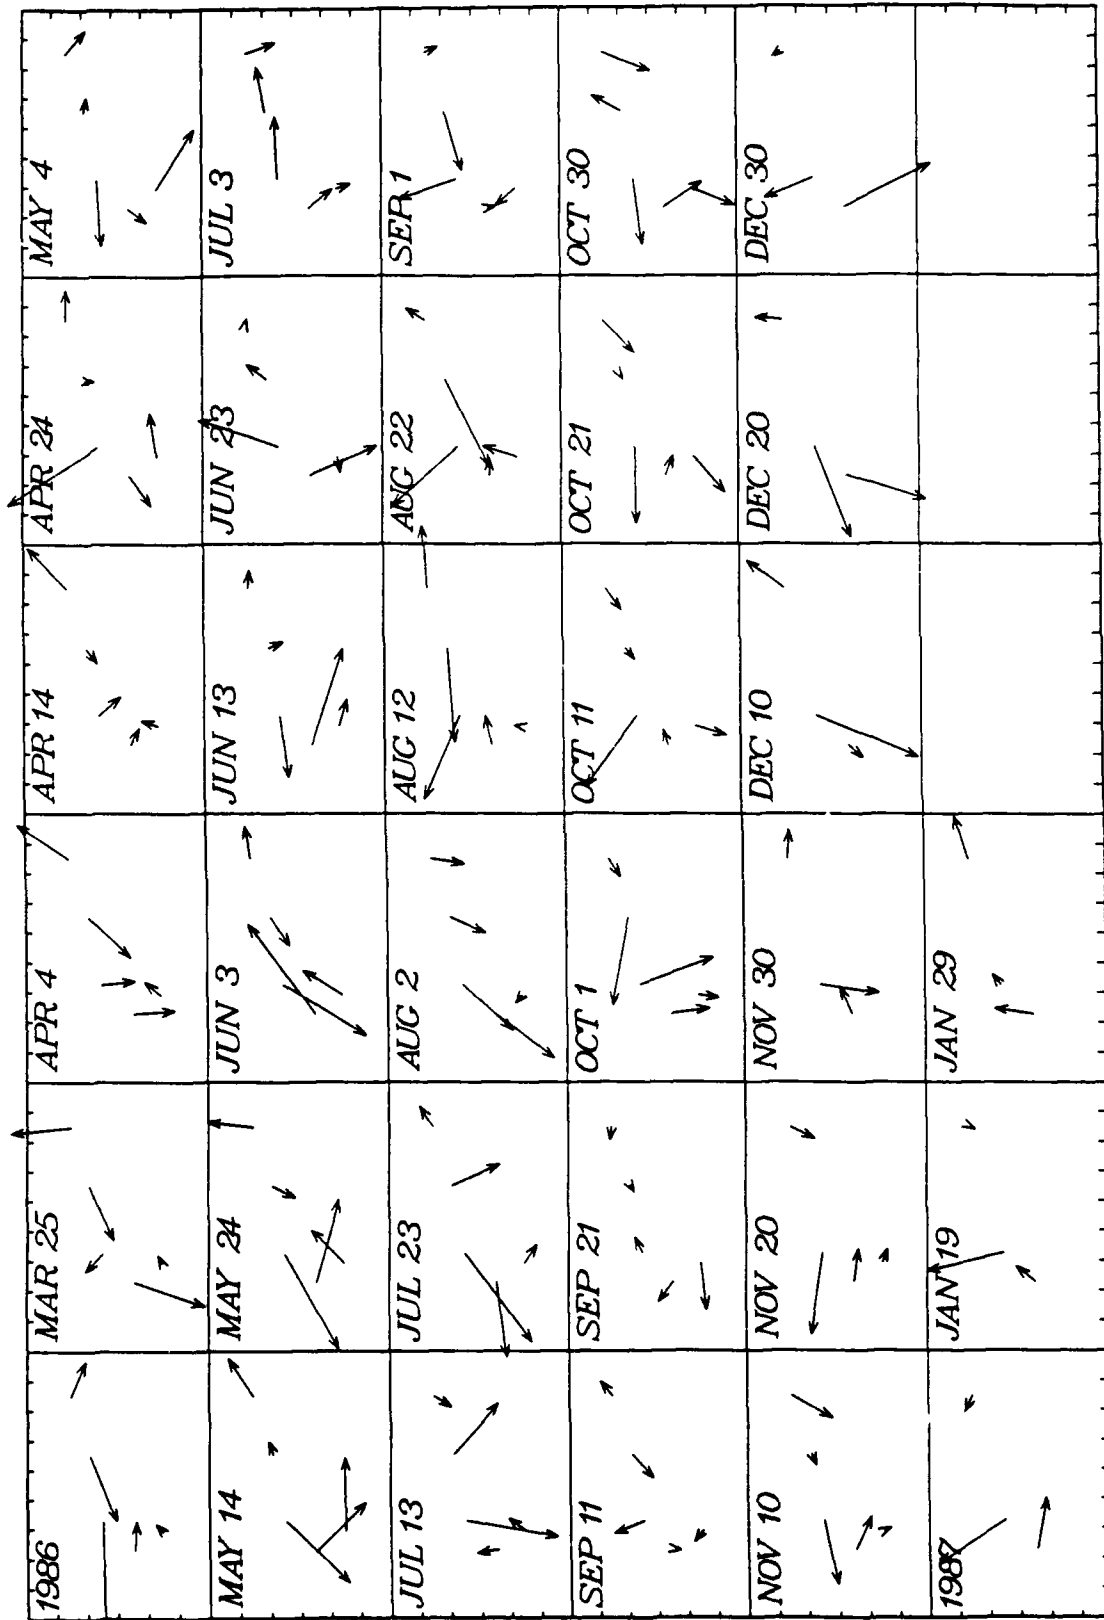 1986
MAR 25
APR 4
APR 14
APR 24
MAY 4
MAY 14
MAY 24
JUN 3
JUN 13
JUN 23
JUL 3
JUL 13
JUL 23
AUG 2
AUG 12
AUG 22
SEP 1
SEP 11
SEP 21
OCT 1
OCT 11
OCT 21
OCT 30
NOV 10
NOV 20
NOV 30
DEC 10
DEC 20
DEC 30
1987
JAN 19
JAN 29